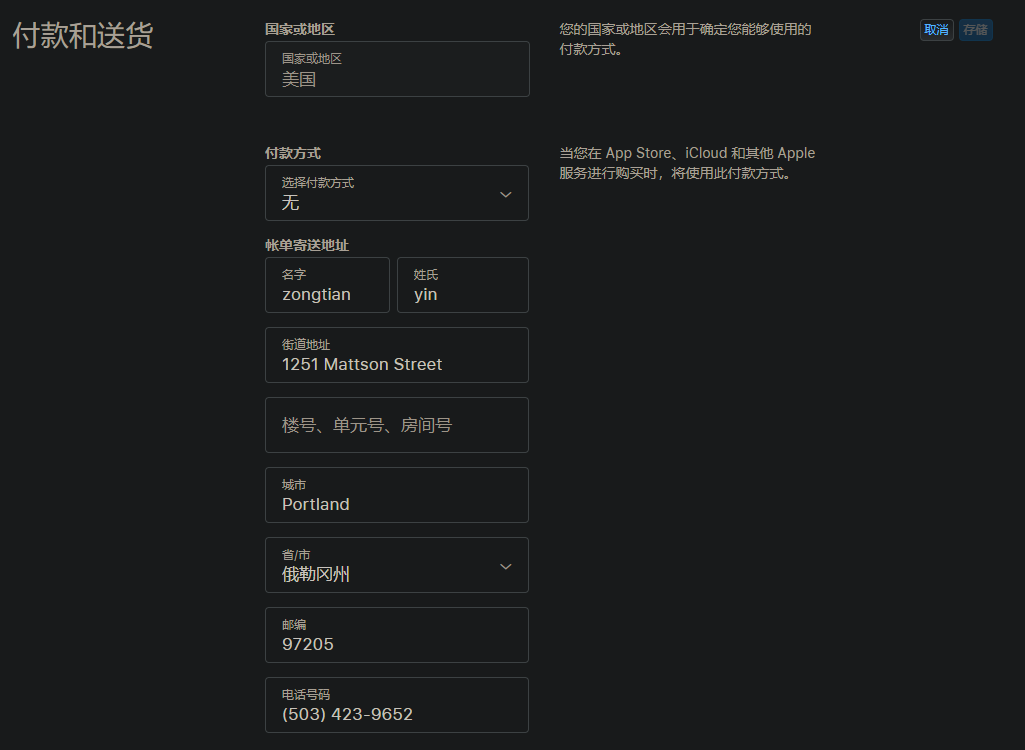 付款和送货
国家或地区
国家或地区
美国
您的国家或地区会用于确定您能够使用的
付款方式。
取消
存储
付款方式
选择付款方式
无
当您在 App Store、iCloud 和其他 Apple
服务进行购买时，将使用此付款方式。
帐单寄送地址
名字
zongtian
姓氏
yin
街道地址
1251 Mattson Street
楼号、单元号、房间号
城市
Portland
省/市
俄勒冈州
邮编
97205
电话号码
(503) 423-9652